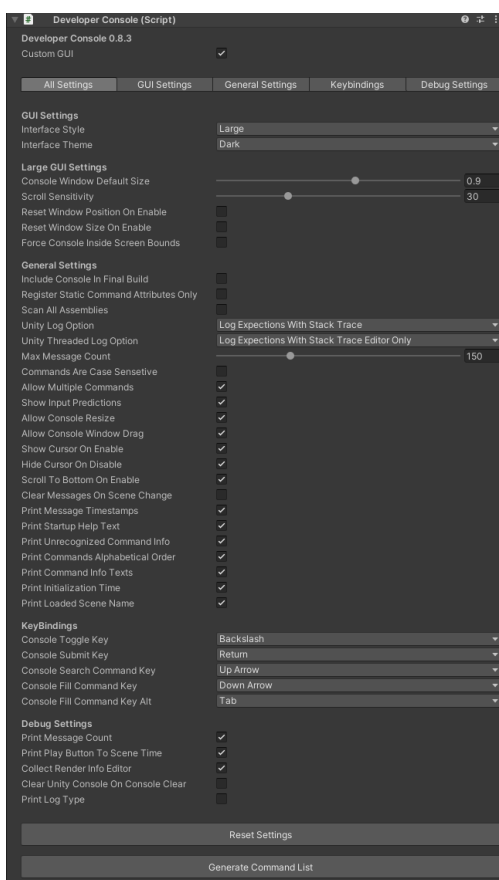 Developer Console (Script)
Developer Console 0.8.3
Custom GUI
All Settings GUI Settings General Settings Keybindings Debug Settings
GUI Settings
Interface Style Large
Interface Theme Dark
Large GUI Settings
Console Window Default Size 0.9
Scroll Sensitivity 30
Reset Window Position On Enable
Reset Window Size On Enable
Force Console Inside Screen Bounds
General Settings
Include Console In Final Build
Register Static Command Attributes Only
Scan All Assemblies
Unity Log Option Log Expections With Stack Trace
Unity Threaded Log Option Log Expections With Stack Trace Editor Only
Max Message Count 150
Commands Are Case Sensetive
Allow Multiple Commands
Show Input Predictions
Allow Console Resize
Allow Console Window Drag
Show Cursor On Enable
Hide Cursor On Disable
Scroll To Bottom On Enable
Clear Messages On Scene Change
Print Message Timestamps
Print Startup Help Text
Print Unrecognized Command Info
Print Commands Alphabetical Order
Print Command Info Texts
Print Initialization Time
Print Loaded Scene Name
KeyBindings
Console Toggle Key Backslash
Console Submit Key Return
Console Search Command Key Up Arrow
Console Fill Command Key Down Arrow
Console Fill Command Key Alt Tab
Debug Settings
Print Message Count
Print Play Button To Scene Time
Collect Render Info Editor
Clear Unity Console On Console Clear
Print Log Type
Reset Settings
Generate Command List